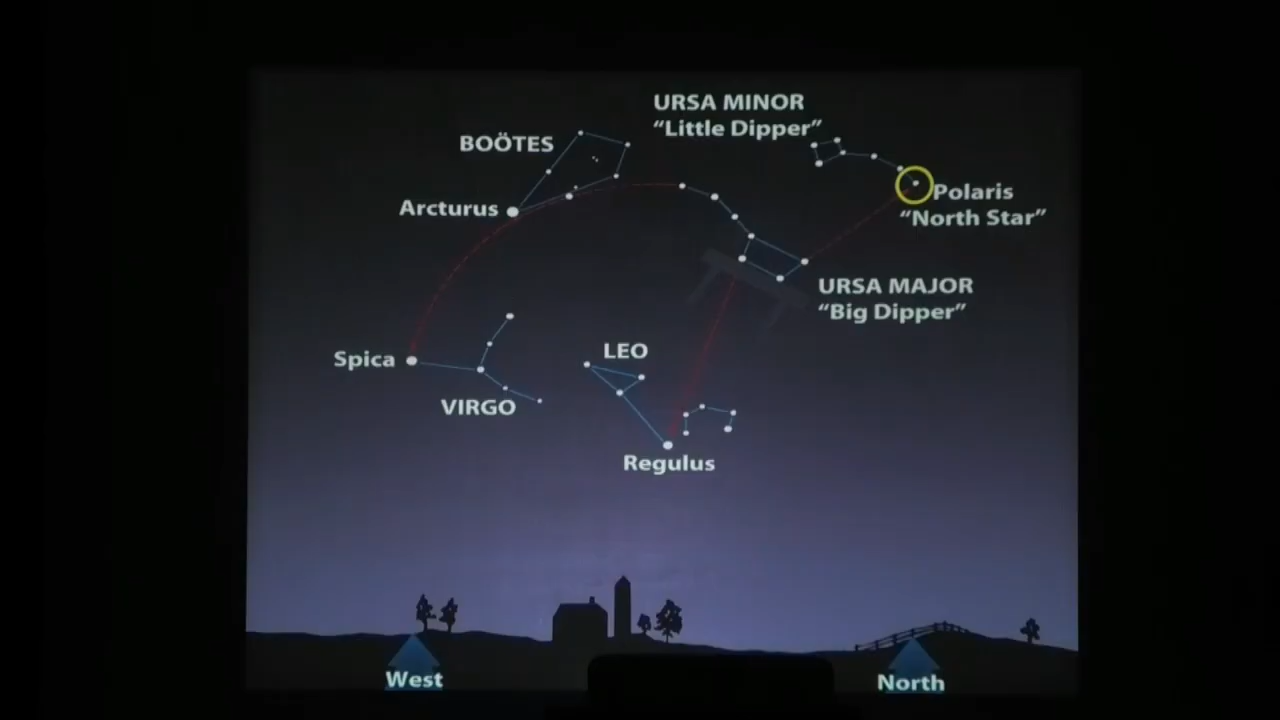 URSA MINOR
“Little Dipper”
BOÖTES
Polaris
“North Star”
Arcturus
URSA MAJOR
“Big Dipper”
LEO
Spica
VIRGO
Regulus
West
North